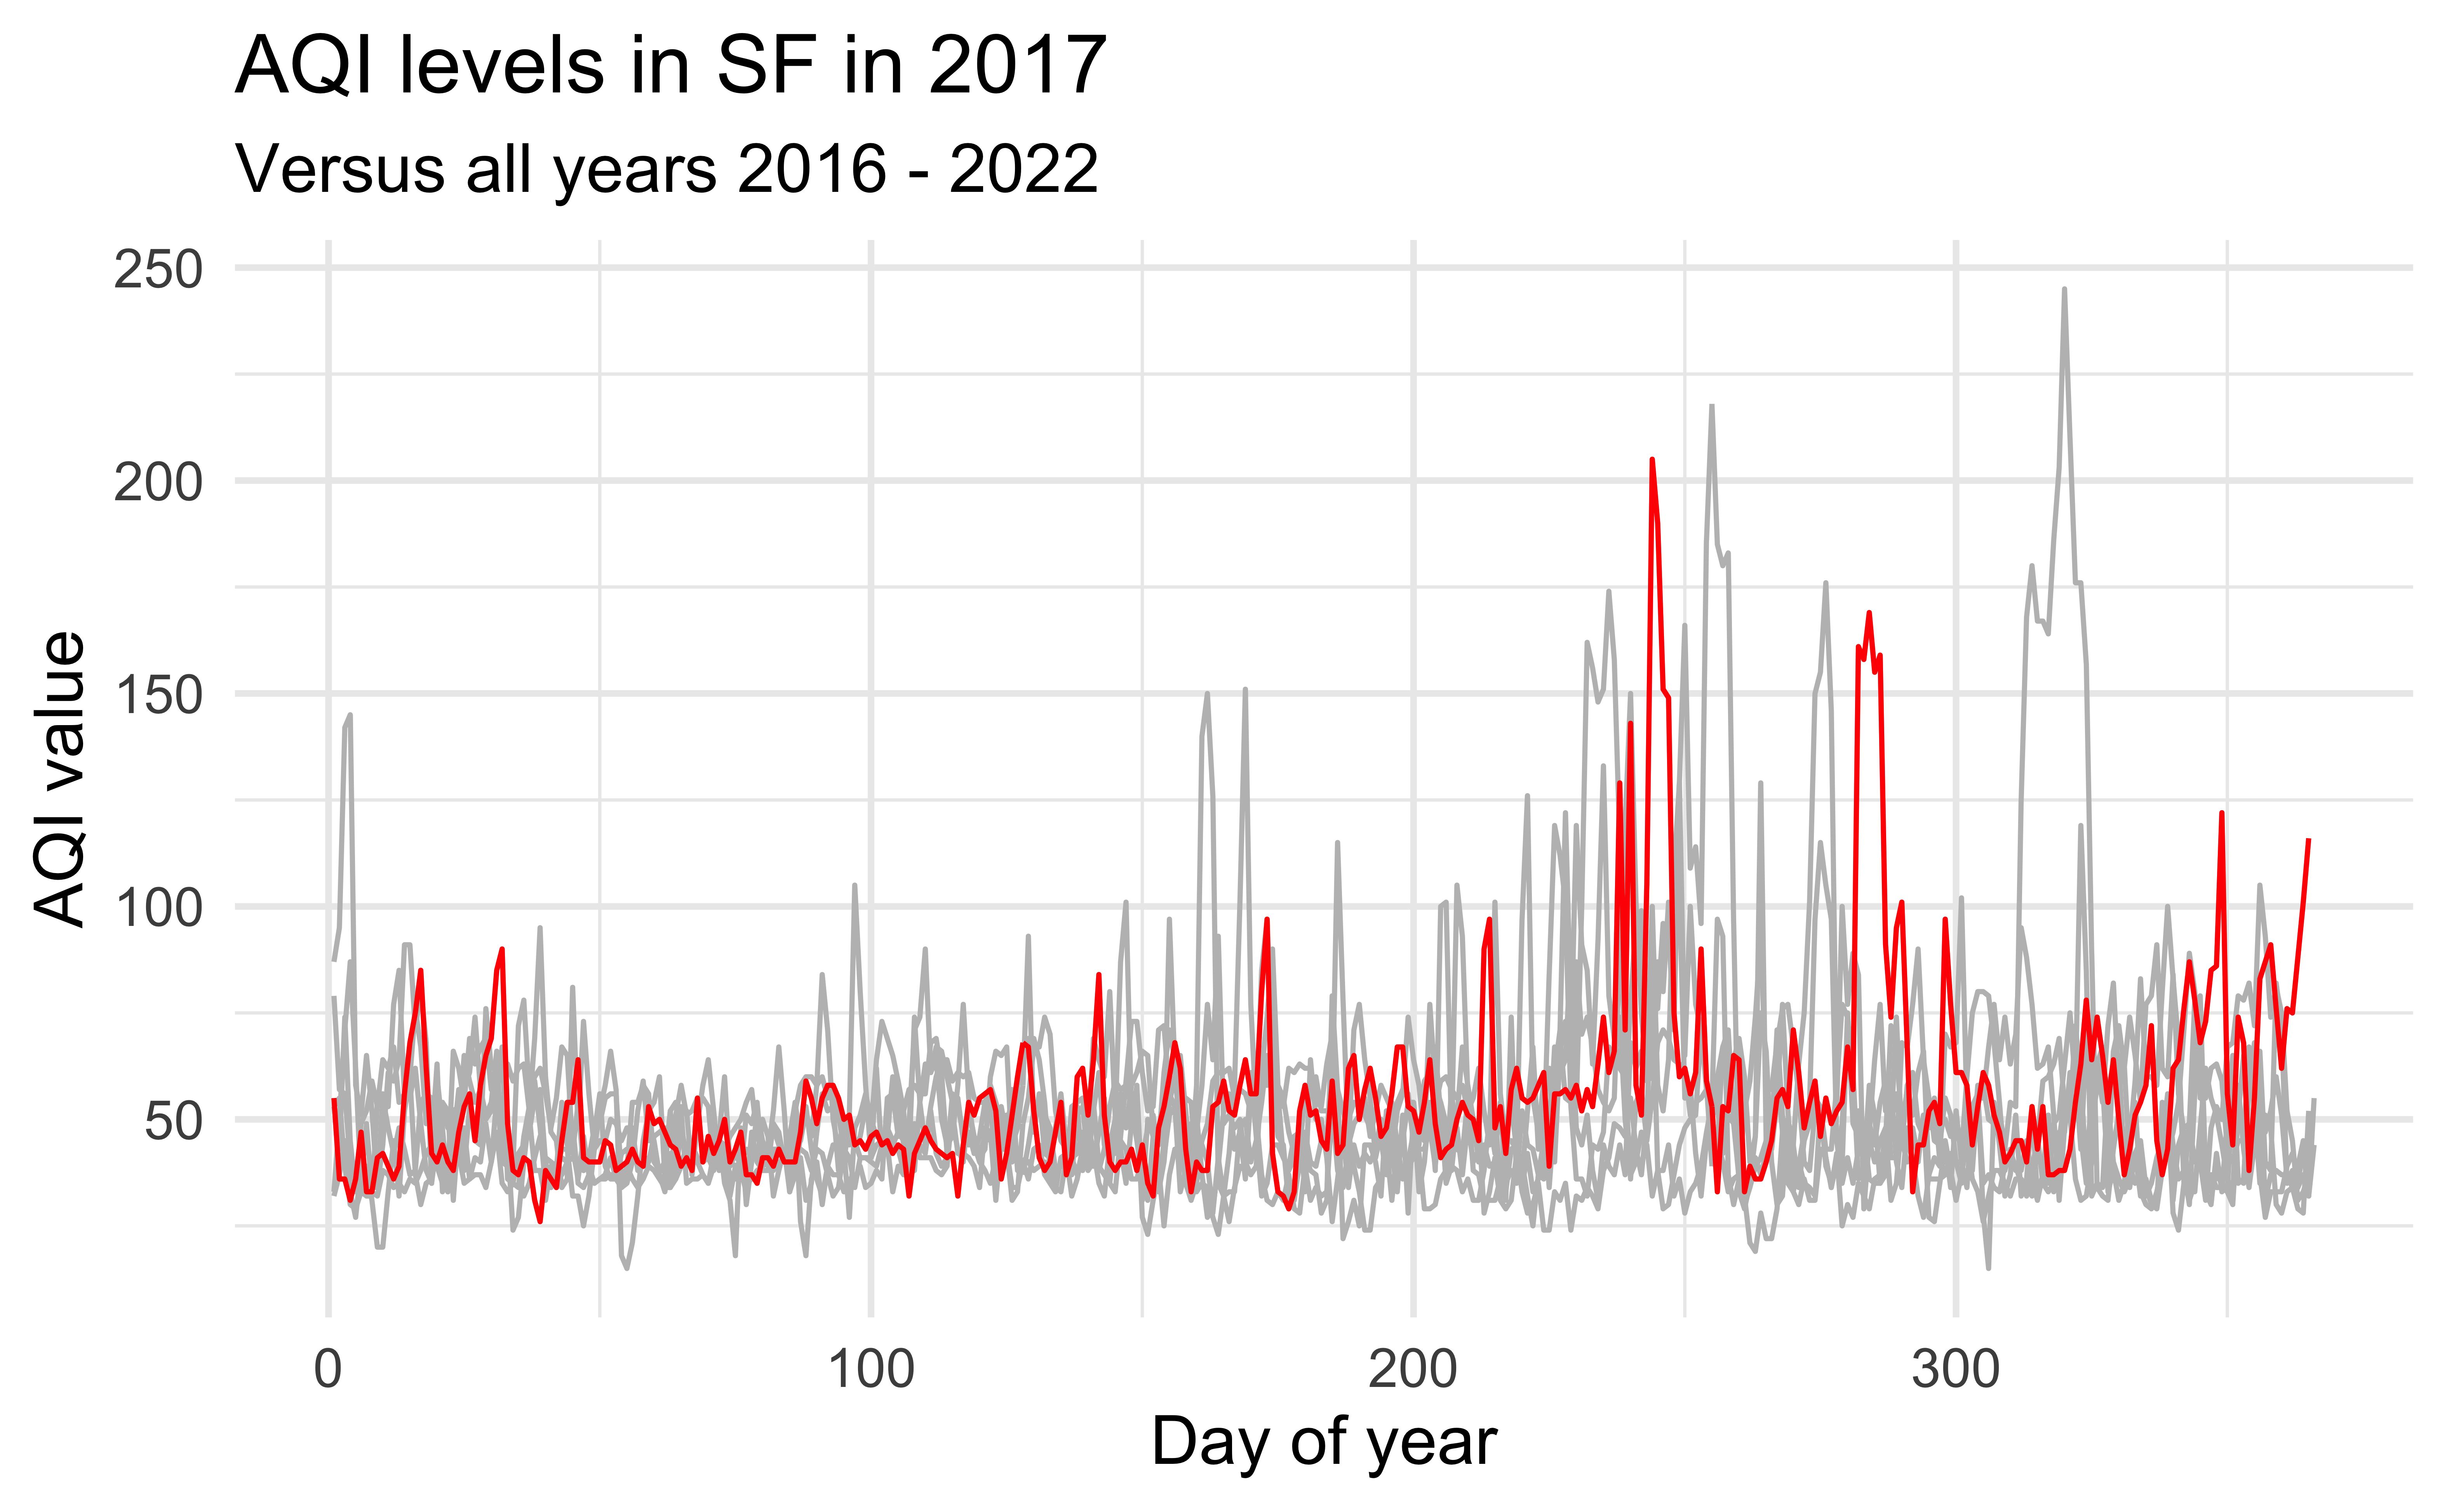 AQI levels in SF in 2017
Versus all years 2016 - 2022
250
200
150
100
50
AQI value
0 100 200 300
Day of year